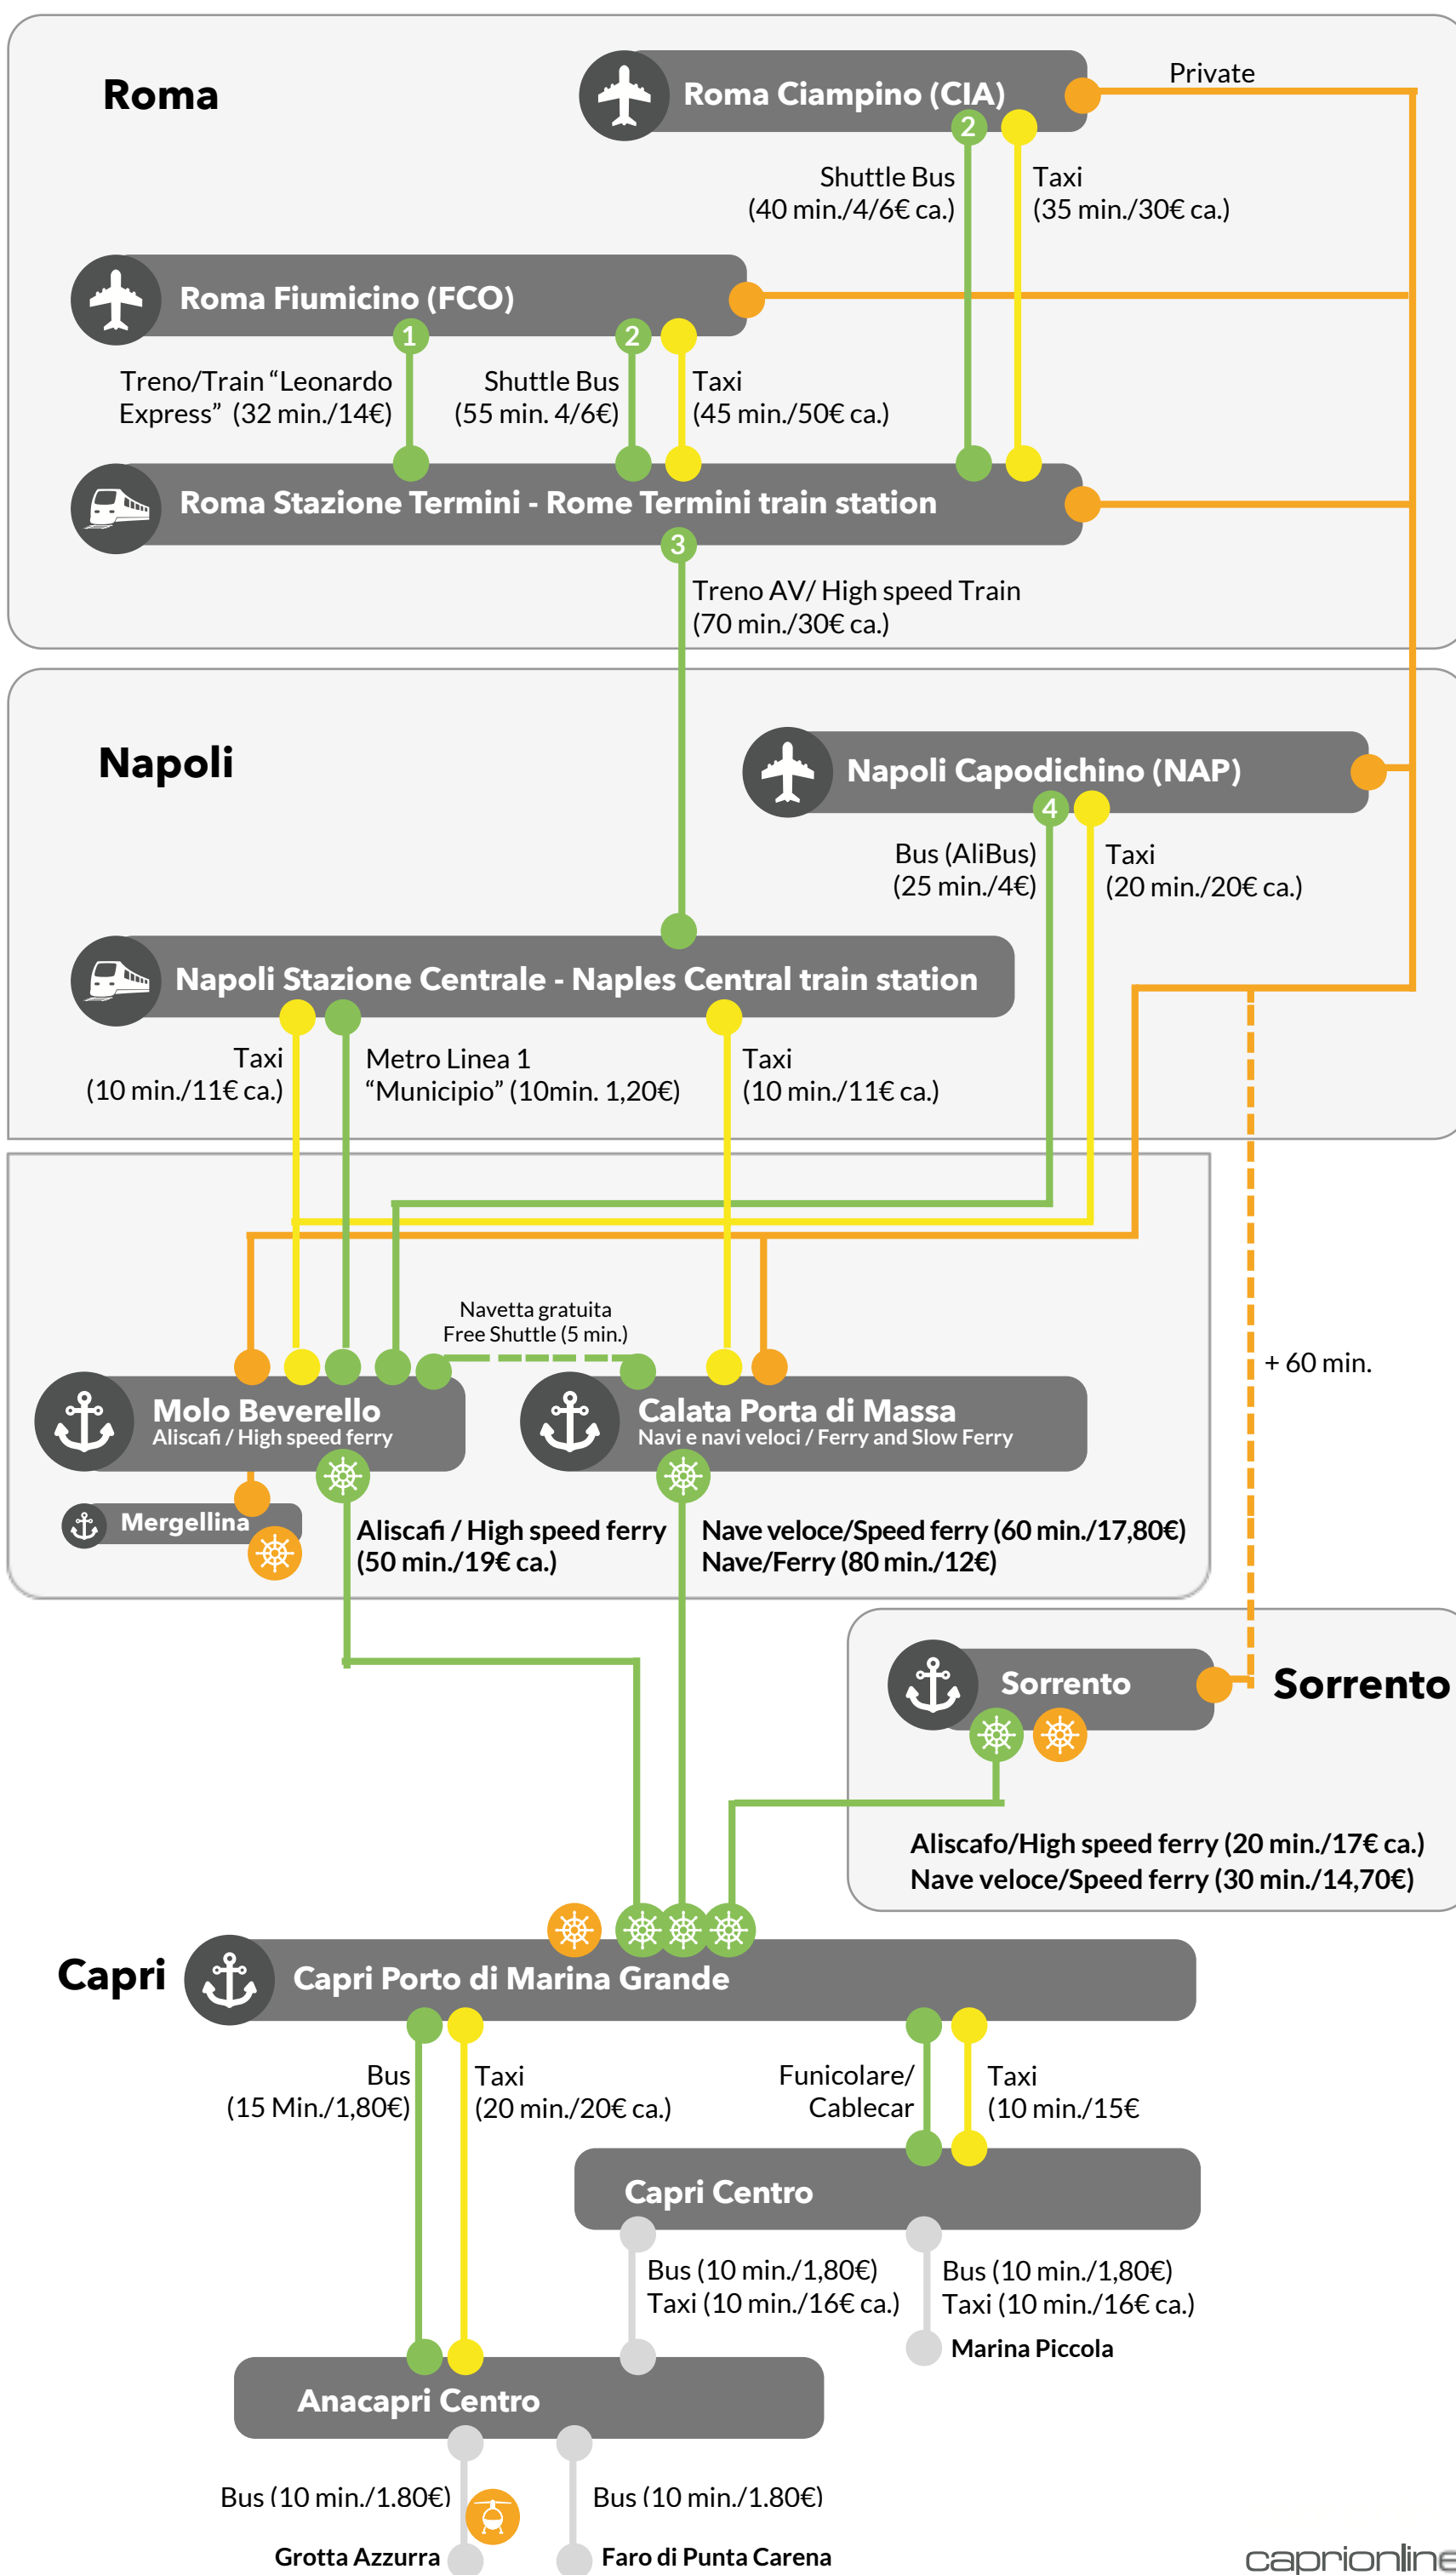 Roma
Roma Ciampino (CIA)
Private
2
Shuttle Bus
(40 min./4/6€ ca.)
Taxi
(35 min./30€ ca.)
Roma Fiumicino (FCO)
1
2
Treno/Train “Leonardo
Express” (32 min./14€)
Shuttle Bus
(55 min. 4/6€)
Taxi
(45 min./50€ ca.)
Roma Stazione Termini - Rome Termini train station
3
Treno AV/ High speed Train
(70 min./30€ ca.)
Napoli
Napoli Capodichino (NAP)
4
Bus (AliBus)
(25 min./4€)
Taxi
(20 min./20€ ca.)
Napoli Stazione Centrale - Naples Central train station
Taxi
(10 min./11€ ca.)
Metro Linea 1
“Municipio” (10min. 1,20€)
Taxi
(10 min./11€ ca.)
Navetta gratuita
Free Shuttle (5 min.)
+ 60 min.
Molo Beverello
Aliscafi / High speed ferry
Calata Porta di Massa
Navi e navi veloci / Ferry and Slow Ferry
Mergellina
Aliscafi / High speed ferry
(50 min./19€ ca.)
Nave veloce/Speed ferry (60 min./17,80€)
Nave/Ferry (80 min./12€)
Sorrento
Sorrento
Aliscafo/High speed ferry (20 min./17€ ca.)
Nave veloce/Speed ferry (30 min./14,70€)
Capri
Capri Porto di Marina Grande
Bus
(15 Min./1,80€)
Taxi
(20 min./20€ ca.)
Funicolare/
Cablecar
Taxi
(10 min./15€
Capri Centro
Bus (10 min./1,80€)
Taxi (10 min./16€ ca.)
Bus (10 min./1,80€)
Taxi (10 min./16€ ca.)
Marina Piccola
Anacapri Centro
Bus (10 min./1.80€)
Bus (10 min./1.80€)
Grotta Azzurra
Faro di Punta Carena
caprionline